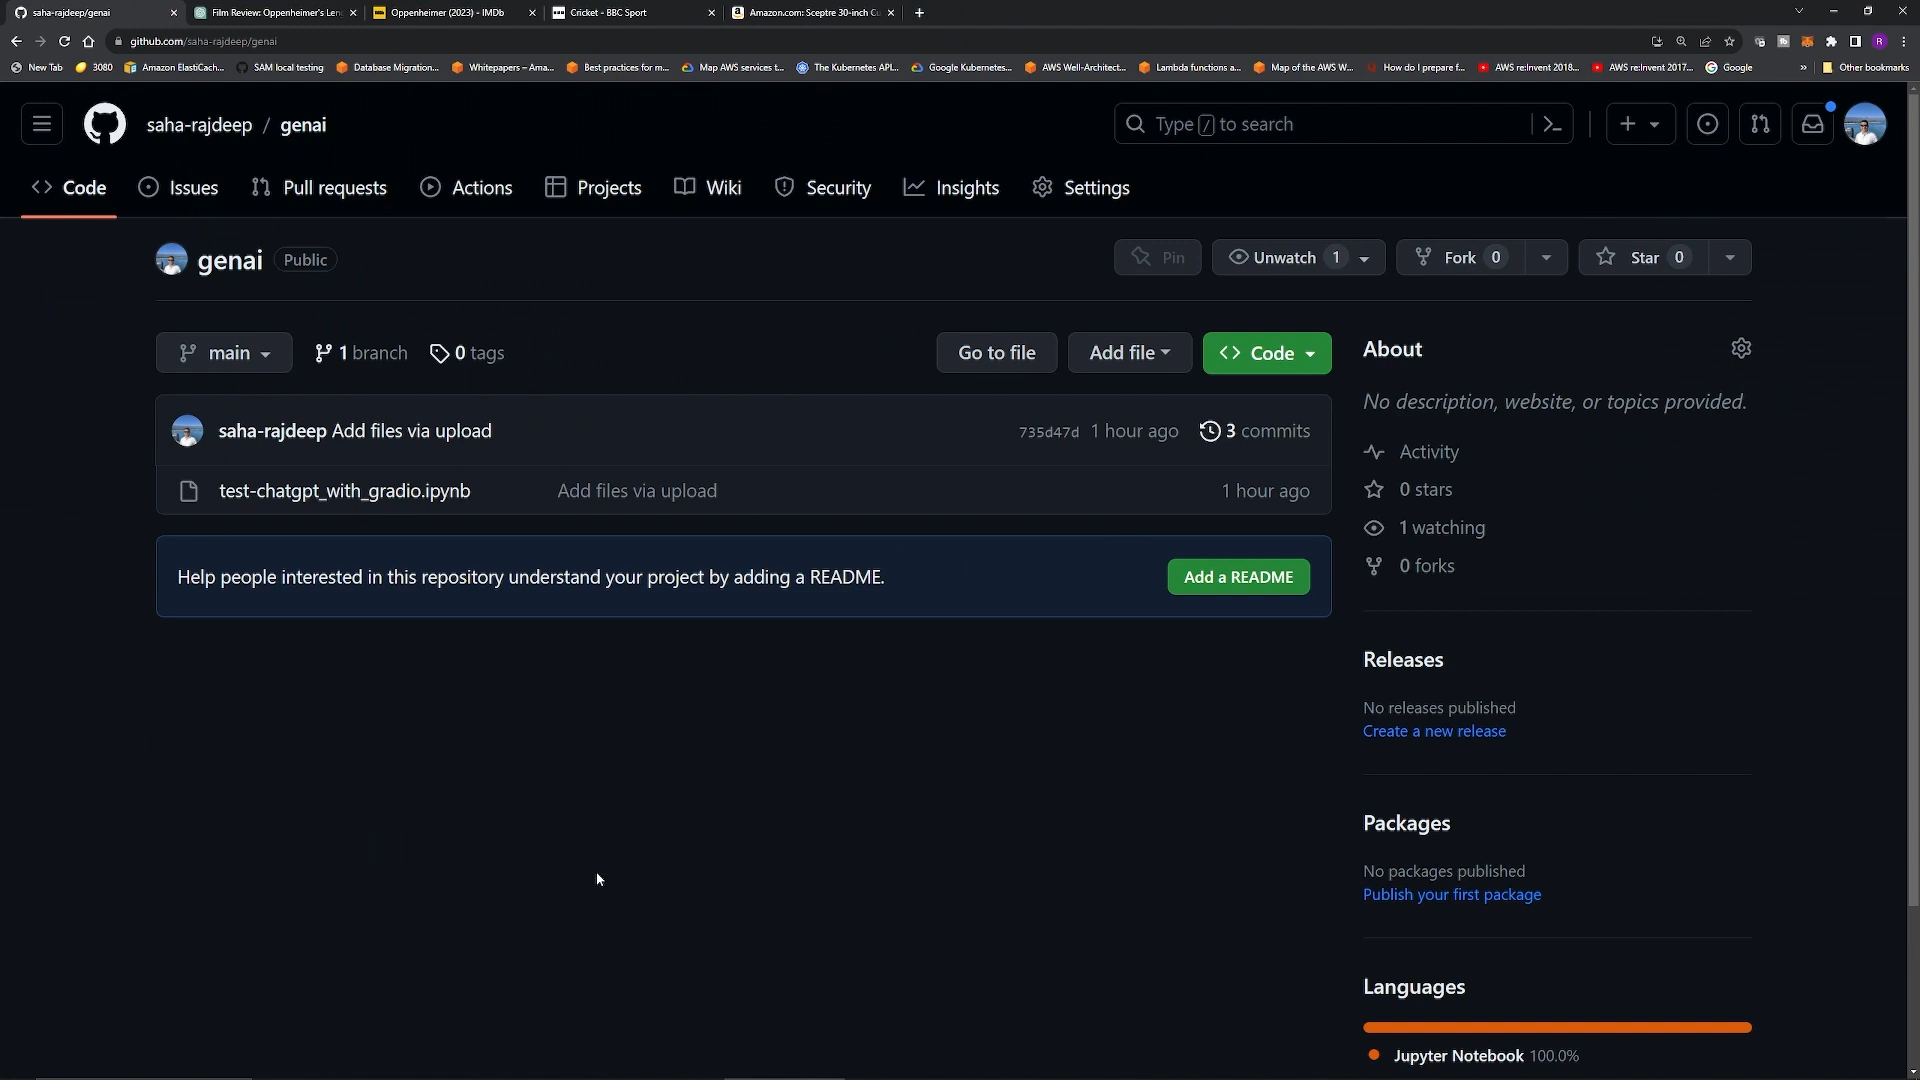 saha-rajdeep/genai
Film Review: Oppenheimer's Len
Oppenheimer (2023) - IMDb
Cricket - BBC Sport
Amazon.com: Sceptre 30-inch Cu
github.com/saha-rajdeep/genai
New Tab
3080
Amazon ElastiCach...
SAM local testing
Database Migration...
Whitepapers – Ama...
Best practices for m...
Map AWS services t...
The Kubernetes API...
Google Kubernetes...
AWS Well-Architect...
Lambda functions a...
Map of the AWS W...
How do I prepare f...
AWS re:Invent 2018...
AWS re:Invent 2017...
Google
»
Other bookmarks
saha-rajdeep / genai
Type / to search
Code
Issues
Pull requests
Actions
Projects
Wiki
Security
Insights
Settings
genai Public
Pin
Unwatch 1
Fork 0
Star 0
main
1 branch
0 tags
Go to file
Add file
Code
saha-rajdeep Add files via upload
735d47d 1 hour ago
3 commits
test-chatgpt_with_gradio.ipynb
Add files via upload
1 hour ago
Help people interested in this repository understand your project by adding a README.
Add a README
About
No description, website, or topics provided.
Activity
0 stars
1 watching
0 forks
Releases
No releases published
Create a new release
Packages
No packages published
Publish your first package
Languages
Jupyter Notebook 100.0%